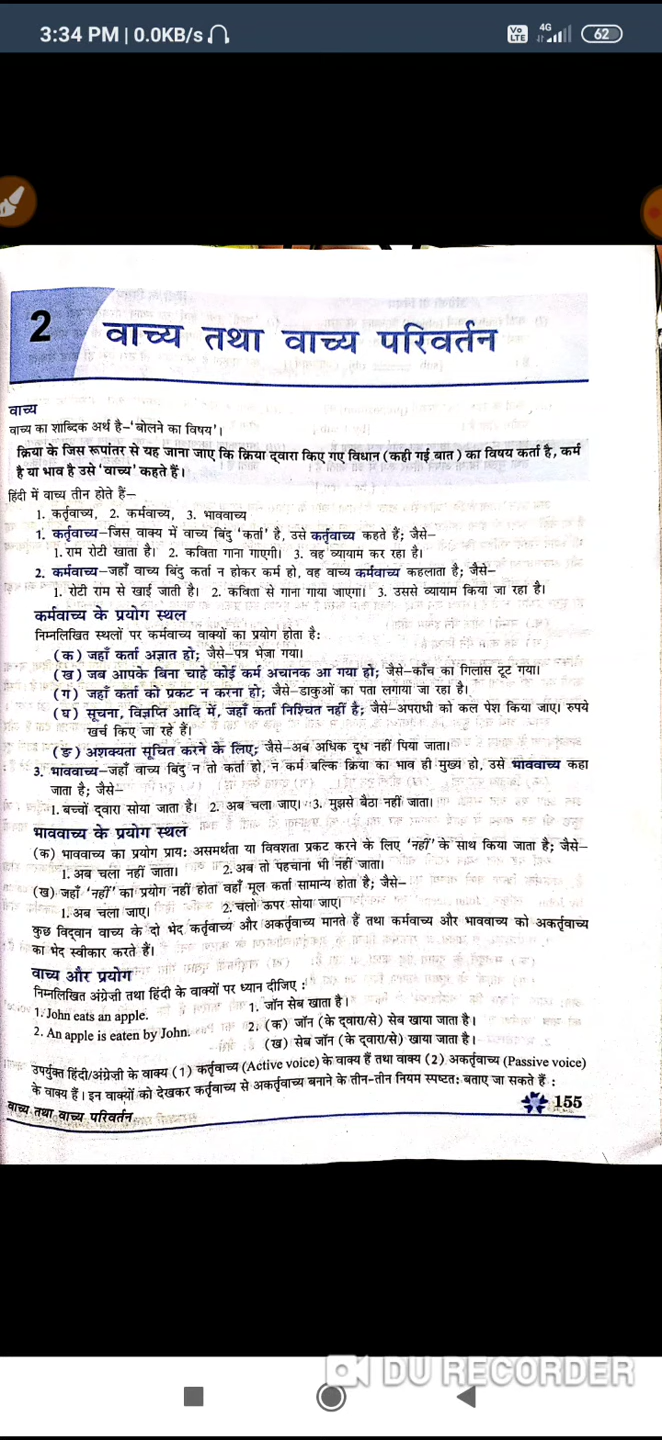 3:34 PM | 0.0KB/s
Vo LTE
4G
62
2
वाच्य तथा वाच्य परिवर्तन
वाच्य
वाच्य का शाब्दिक अर्थ है–'बोलने का विषय'।
क्रिया के जिस रूपांतर से यह जाना जाए कि क्रिया द्वारा किए गए विधान (कही गई बात) का विषय कर्ता है, कर्म
है या भाव है उसे 'वाच्य' कहते हैं।
हिंदी में वाच्य तीन होते हैं–
1. कर्तृवाच्य, 2. कर्मवाच्य, 3. भाववाच्य
1. कर्तृवाच्य–जिस वाक्य में वाच्य बिंदु 'कर्ता' है, उसे कर्तृवाच्य कहते हैं; जैसे–
1. राम रोटी खाता है। 2. कविता गाना गाएगी। 3. वह व्यायाम कर रहा है।
2. कर्मवाच्य–जहाँ वाच्य बिंदु कर्ता न होकर कर्म हो, वह वाच्य कर्मवाच्य कहलाता है; जैसे–
1. रोटी राम से खाई जाती है। 2. कविता से गाना गाया जाएगा। 3. उससे व्यायाम किया जा रहा है।
कर्मवाच्य के प्रयोग स्थल
निम्नलिखित स्थलों पर कर्मवाच्य वाक्यों का प्रयोग होता है:
(क) जहाँ कर्ता अज्ञात हो; जैसे–पत्र भेजा गया।
(ख) जब आपके बिना चाहे कोई कर्म अचानक आ गया हो; जैसे–काँच का गिलास टूट गया।
(ग) जहाँ कर्ता को प्रकट न करना हो; जैसे–डाकुओं का पता लगाया जा रहा है।
(घ) सूचना, विज्ञप्ति आदि में, जहाँ कर्ता निश्चित नहीं है; जैसे–अपराधी को कल पेश किया जाए। रुपये
खर्च किए जा रहे हैं।
(ङ) अशक्यता सूचित करने के लिए; जैसे–अब अधिक दूध नहीं पिया जाता।
3. भाववाच्य–जहाँ वाच्य बिंदु न तो कर्ता हो, न कर्म बल्कि क्रिया का भाव ही मुख्य हो, उसे भाववाच्य कहा
जाता है; जैसे–
1. बच्चों द्वारा सोया जाता है। 2. अब चला जाए। 3. मुझसे बैठा नहीं जाता।
भाववाच्य के प्रयोग स्थल
(क) भाववाच्य का प्रयोग प्राय: असमर्थता या विवशता प्रकट करने के लिए 'नहीं' के साथ किया जाता है; जैसे–
1. अब चला नहीं जाता। 2. अब तो पहचाना भी नहीं जाता।
(ख) जहाँ 'नहीं' का प्रयोग नहीं होता वहाँ मूल कर्ता सामान्य होता है; जैसे–
1. अब चला जाए। 2. चलो ऊपर सोया जाए।
कुछ विद्वान वाच्य के दो भेद कर्तृवाच्य और अकर्तृवाच्य मानते हैं तथा कर्मवाच्य और भाववाच्य को अकर्तृवाच्य
का भेद स्वीकार करते हैं।
वाच्य और प्रयोग
निम्नलिखित अंग्रेज़ी तथा हिंदी के वाक्यों पर ध्यान दीजिए :
1. John eats an apple. 1. जॉन सेब खाता है।
2. An apple is eaten by John. 2. (क) जॉन (के द्वारा/से) सेब खाया जाता है।
(ख) सेब जॉन (के द्वारा/से) खाया जाता है।
उपर्युक्त हिंदी/अंग्रेज़ी के वाक्य (1) कर्तृवाच्य (Active voice) के वाक्य हैं तथा वाक्य (2) अकर्तृवाच्य (Passive voice)
के वाक्य हैं। इन वाक्यों को देखकर कर्तृवाच्य से अकर्तृवाच्य बनाने के तीन-तीन नियम स्पष्टत: बताए जा सकते हैं :
वाच्य तथा वाच्य परिवर्तन 155
DU RECORDER